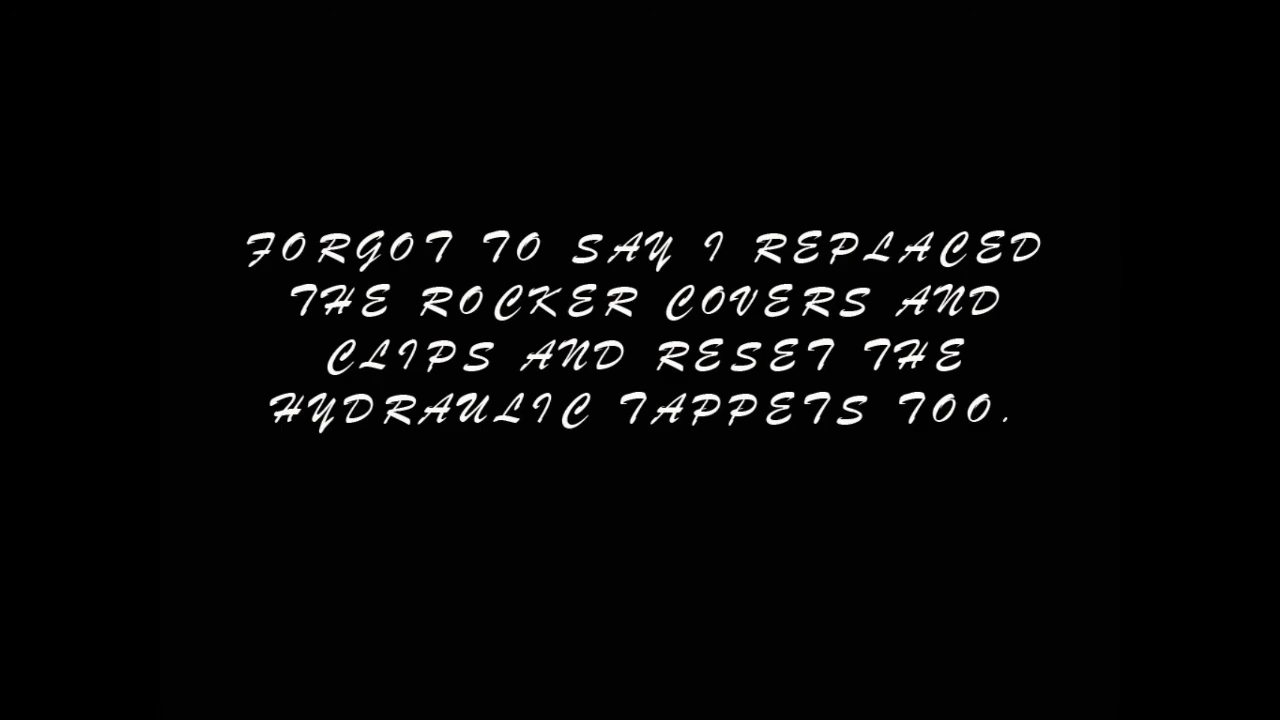 FORGOT TO SAY I REPLACED
THE ROCKER COVERS AND
CLIPS AND RESET THE
HYDRAULIC TAPPETS TOO.